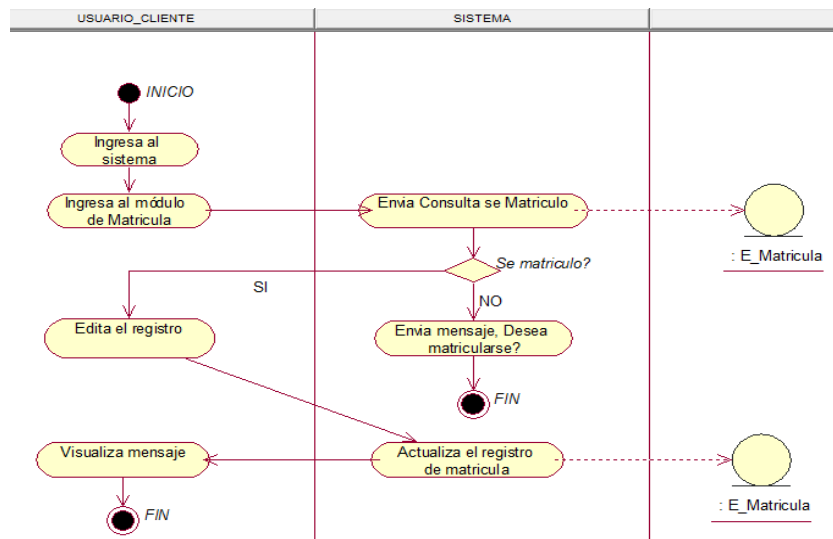 USUARIO_CLIENTE
SISTEMA
INICIO
Ingresa al
sistema
Ingresa al módulo
de Matricula
Envia Consulta se Matriculo
: E_Matricula
Se matriculo?
SI
NO
Edita el registro
Envia mensaje, Desea
matricularse?
FIN
Visualiza mensaje
Actualiza el registro
de matricula
: E_Matricula
FIN